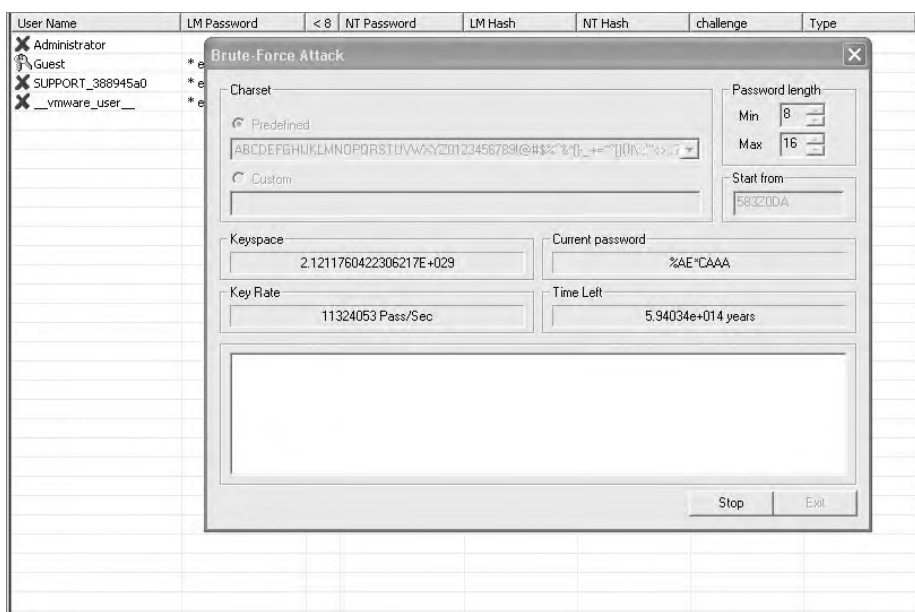 User Name LM Password < 8 NT Password LM Hash NT Hash challenge Type
Administrator
Guest * e
SUPPORT_388945a0 * e
__vmware_user__ * e
Brute-Force Attack
Charset
Predefined
Custom
Password length
Min 8
Max 16
Start from
583Z0DA
Keyspace
2.1211760422306217E+029
Current password
%AE*CAAA
Key Rate
11324053 Pass/Sec
Time Left
5.94034e+014 years
Stop Exit